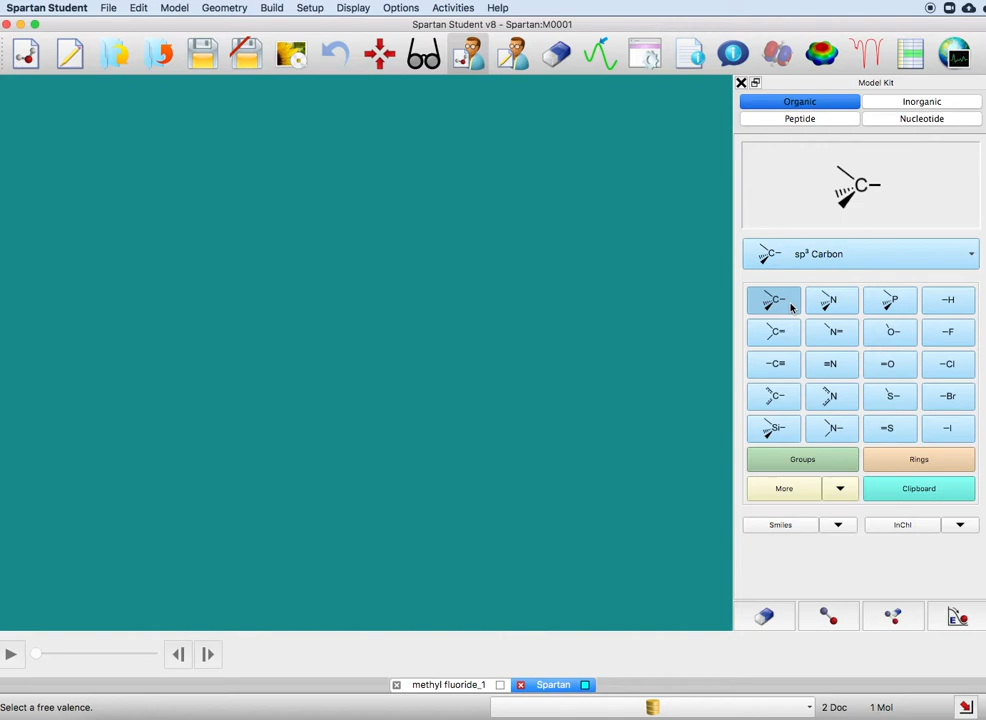 Spartan Student File Edit Model Geometry Build Setup Display Options Activities Help
Spartan Student v8 - Spartan:M0001
Model Kit
Organic Inorganic
Peptide Nucleotide
C
C sp³ Carbon
C N P H
C= N= O F
C≡ ≡N =O Cl
C N S Br
Si N =S I
Groups Rings
More Clipboard
Smiles InChI
E
methyl fluoride_1 Spartan
Select a free valence. 2 Doc 1 Mol